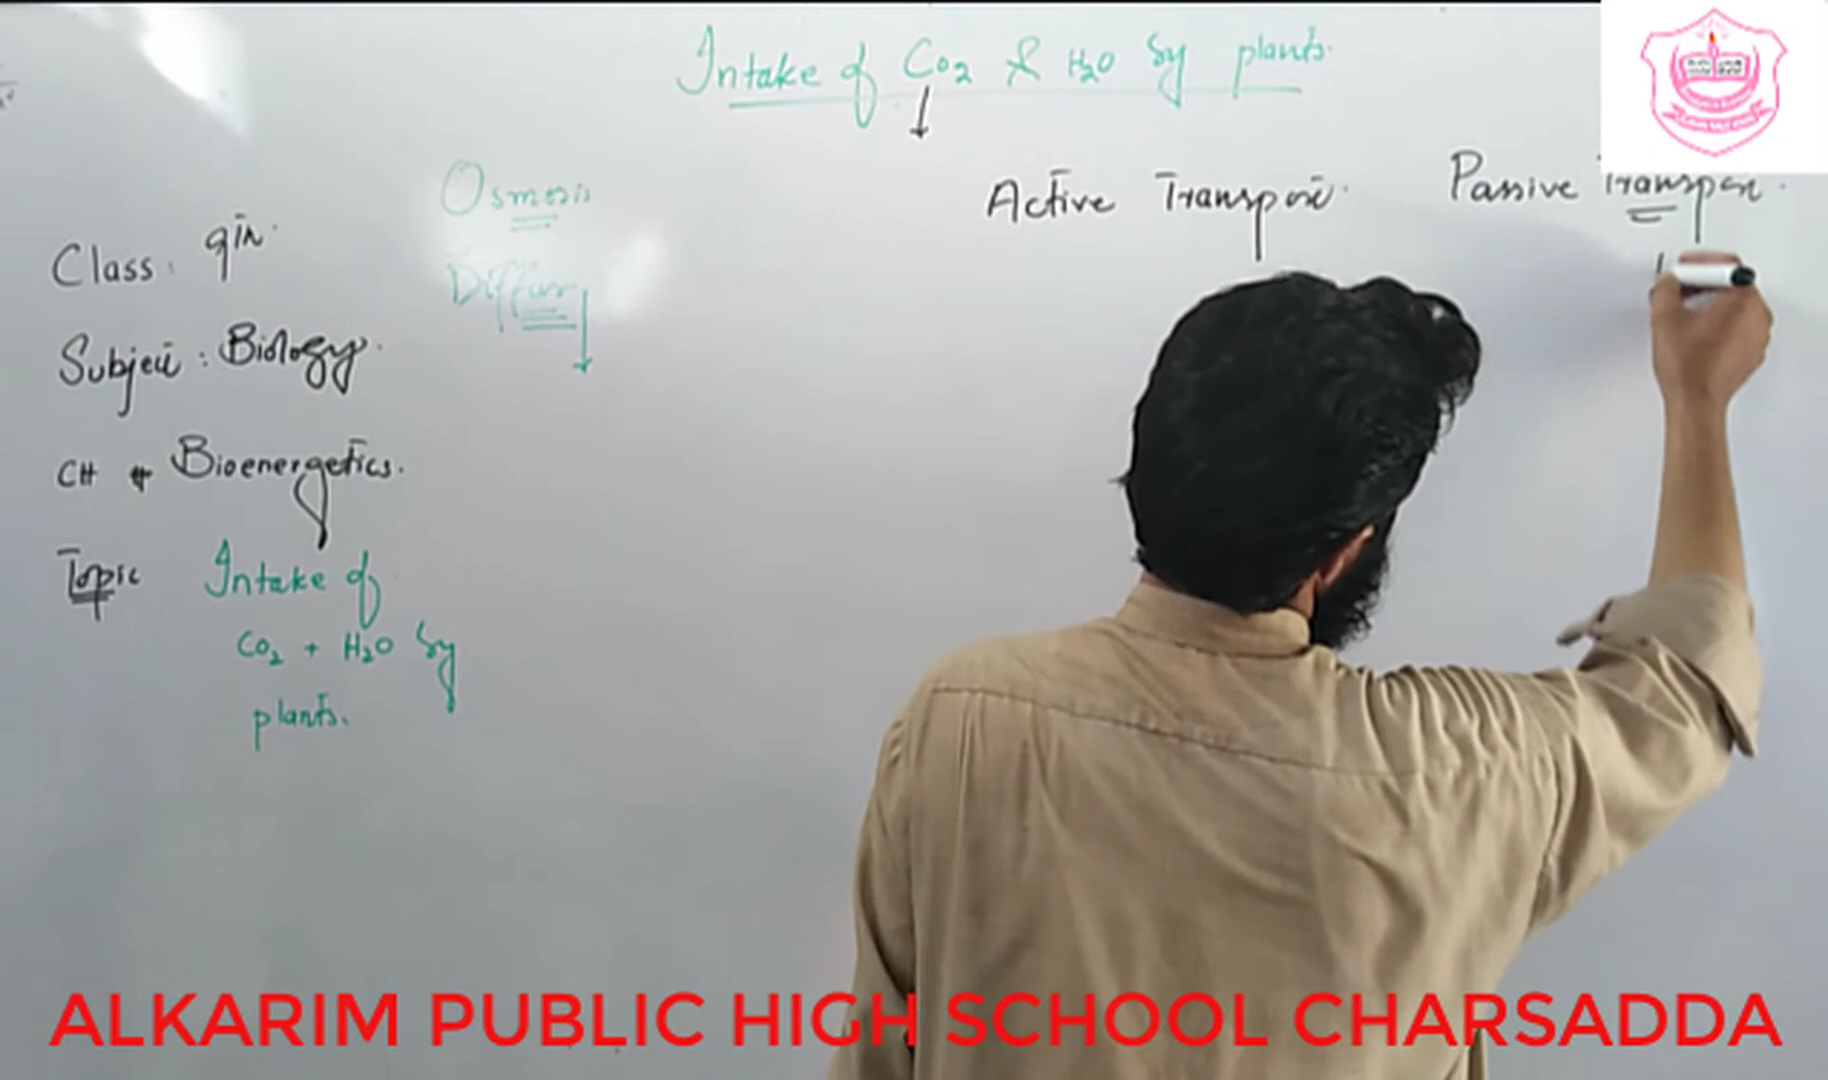 Intake of Co2 & H2O by plants.
Osmosis
Active Transport.
Passive Transport.
Class: 9th.
Diffus
Subject: Biology.
CH # Bioenergetics.
Topic Intake of
Co2 + H2O by
plants.
ALKARIM PUBLIC HIGH SCHOOL CHARSADDA